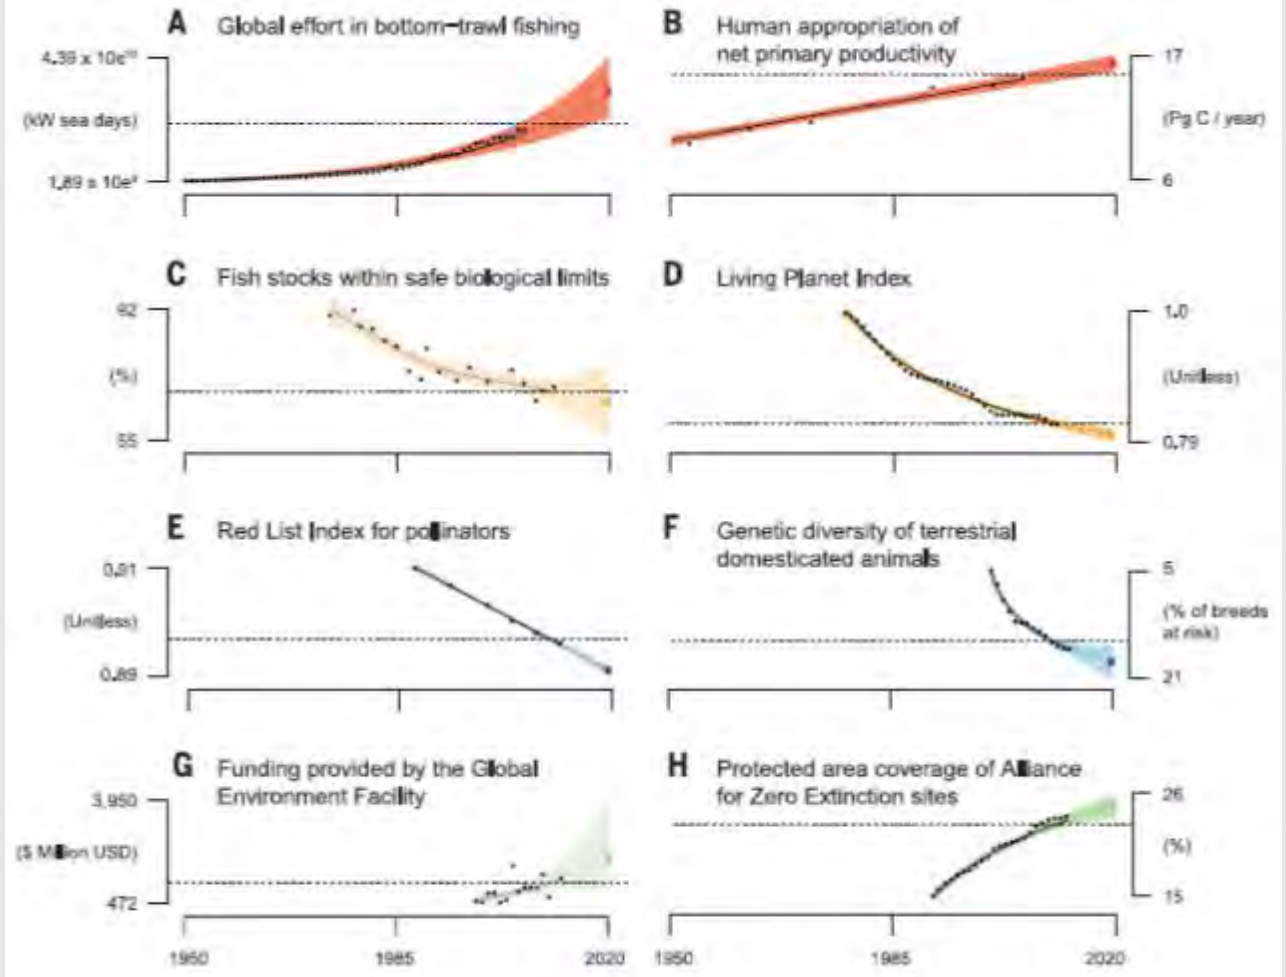 A Global effort in bottom-trawl fishing
4.39 x 10e¹⁰
(kW sea days)
1.89 x 10e⁹
B Human appropriation of
net primary productivity
17
(Pg C / year)
6
C Fish stocks within safe biological limits
92
(%)
55
D Living Planet Index
1.0
(Unitless)
0.79
E Red List Index for pollinators
0.91
(Unitless)
0.89
F Genetic diversity of terrestrial
domesticated animals
5
(% of breeds
at risk)
21
G Funding provided by the Global
Environment Facility
3,950
($ Million USD)
472
H Protected area coverage of Alliance
for Zero Extinction sites
26
(%)
15
1950 1985 2020 1950 1985 2020